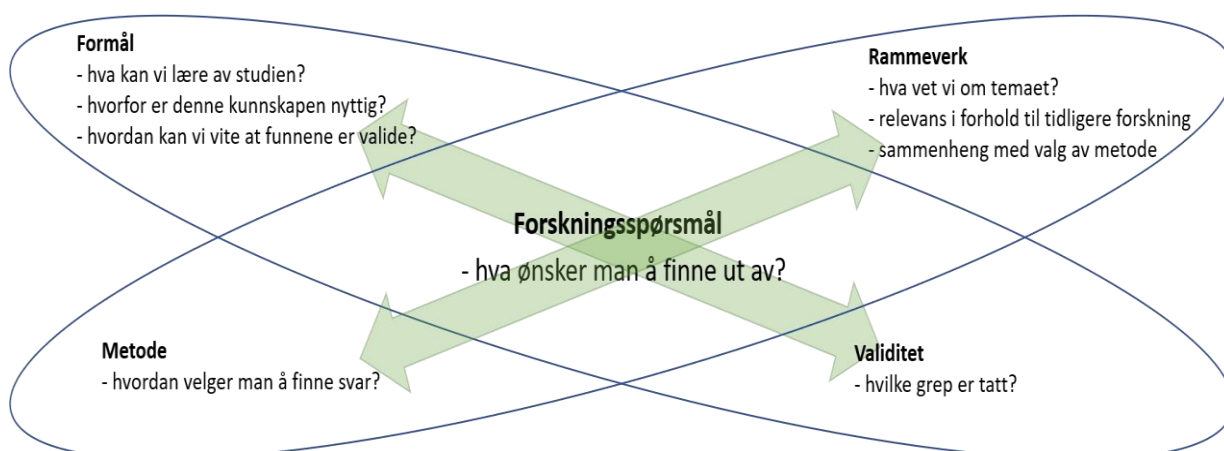 Formål
- hva kan vi lære av studien?
- hvorfor er denne kunnskapen nyttig?
- hvordan kan vi vite at funnene er valide?
Rammeverk
- hva vet vi om temaet?
- relevans i forhold til tidligere forskning
- sammenheng med valg av metode
Forskningsspørsmål
- hva ønsker man å finne ut av?
Metode
- hvordan velger man å finne svar?
Validitet
- hvilke grep er tatt?